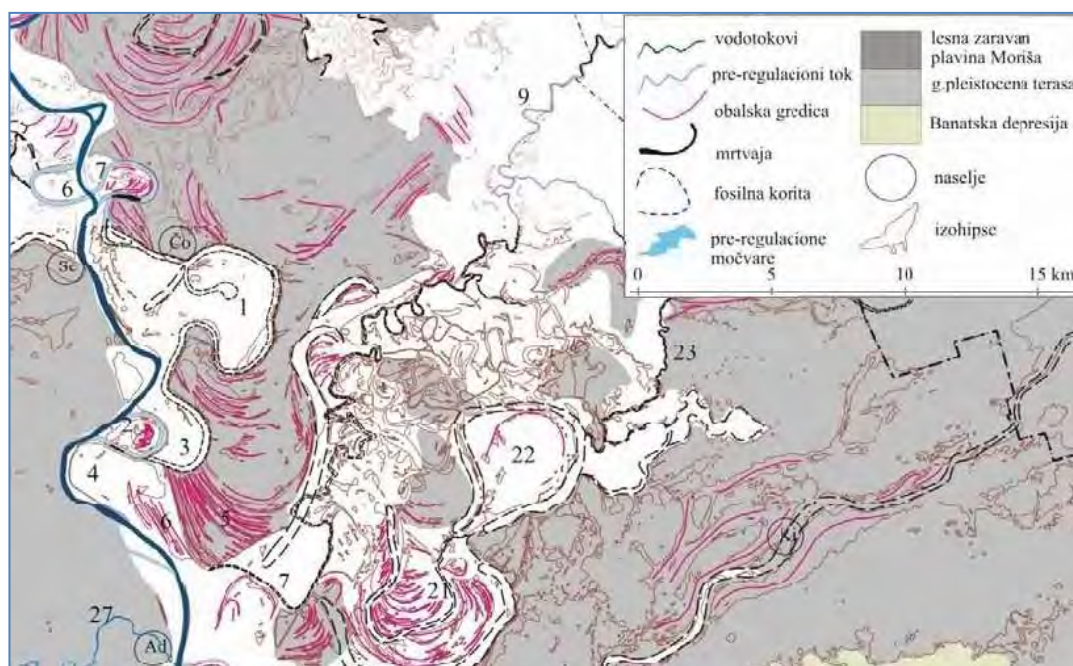 vodotokovi
pre-regulacioni tok
obalska gredica
mrtvaja
fosilna korita
pre-regulacione
močvare
lesna zaravan
plavina Moriša
g.pleistocena terasa
Banatska depresija
naselje
izohipse
0
5
10
15 km
9
7
6
Čo
Se
1
23
2
3
4
22
6
5
7
21
27
Ad